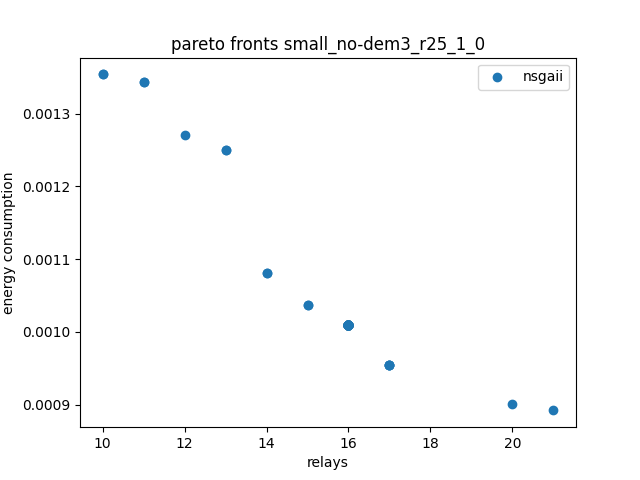 pareto fronts small_no-dem3_r25_1_0
nsgaii
energy consumption
0.0013
0.0012
0.0011
0.0010
0.0009
10 12 14 16 18 20
relays